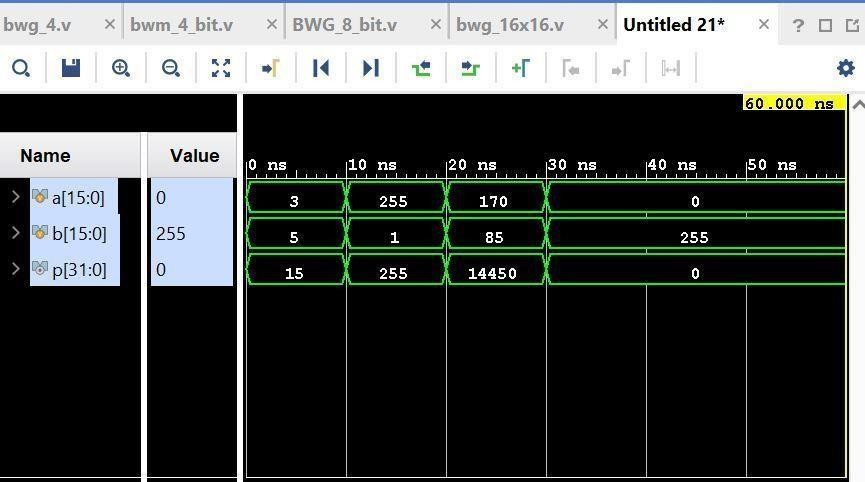 bwg_4.v × bwm_4_bit.v × BWG_8_bit.v × bwg_16x16.v × Untitled 21* × ?
60.000 ns
Name Value 0 ns 10 ns 20 ns 30 ns 40 ns 50 ns
a[15:0] 0 3 255 170 0
b[15:0] 255 5 1 85 255
p[31:0] 0 15 255 14450 0